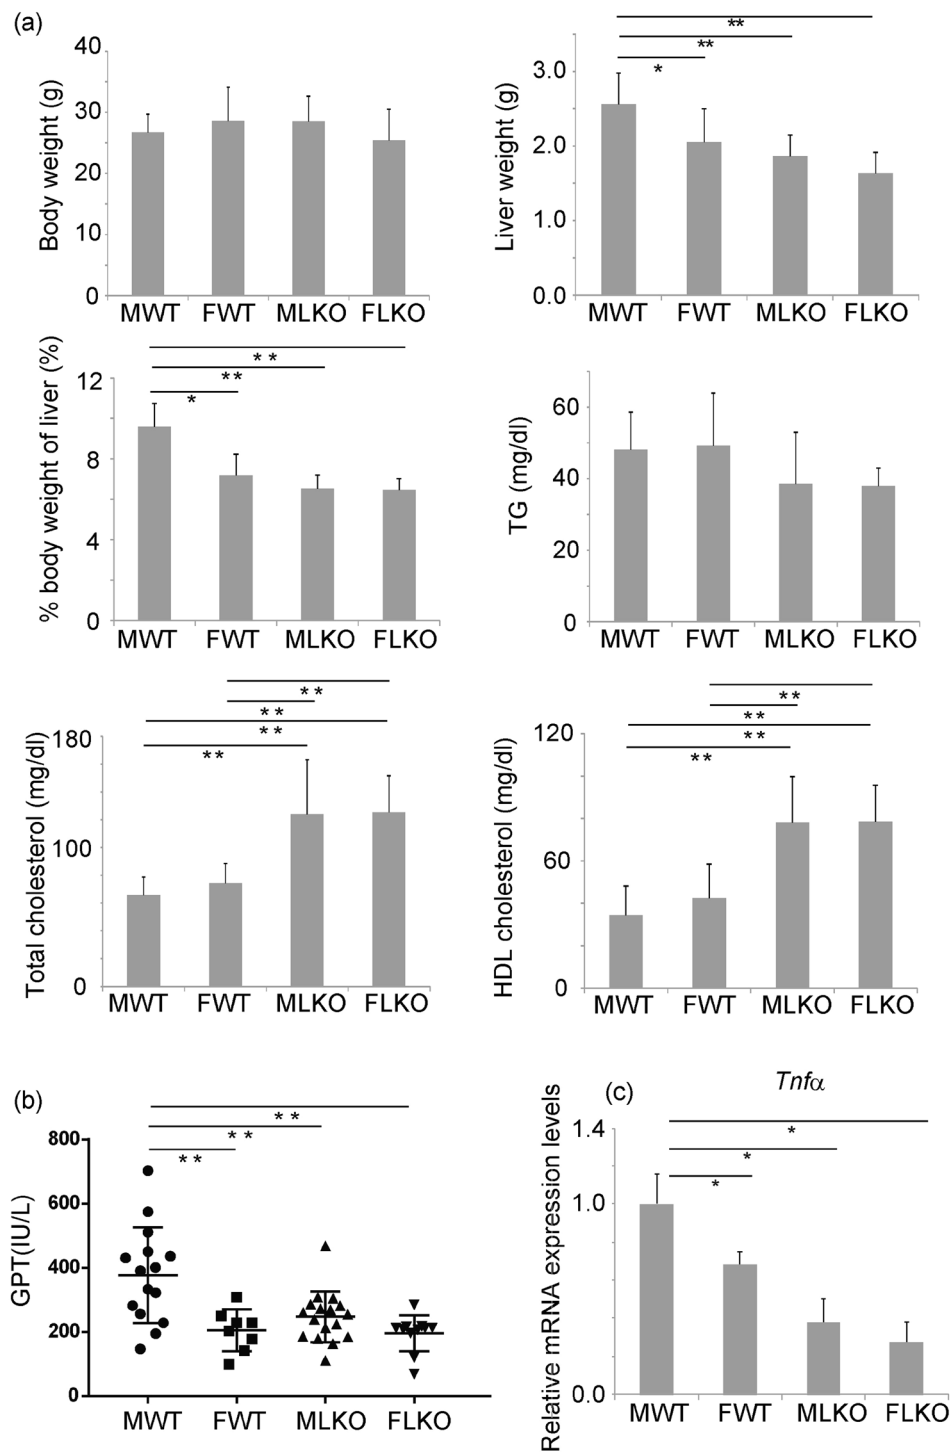 (a)
Body weight (g)
40
30
20
10
0
MWT FWT MLKO FLKO
Liver weight (g)
3.0
2.0
1.0
0.0
**
**
*
MWT FWT MLKO FLKO
% body weight of liver (%)
12
8
4
0
* *
**
*
MWT FWT MLKO FLKO
TG (mg/dl)
60
40
20
0
MWT FWT MLKO FLKO
Total cholesterol (mg/dl)
180
100
0
* *
* *
* *
**
MWT FWT MLKO FLKO
HDL cholesterol (mg/dl)
120
60
0
**
**
**
**
MWT FWT MLKO FLKO
(b)
GPT(IU/L)
800
600
400
200
0
* *
* *
* *
MWT FWT MLKO FLKO
(c)
Tnfα
Relative mRNA expression levels
1.4
1.0
0.0
*
*
*
MWT FWT MLKO FLKO